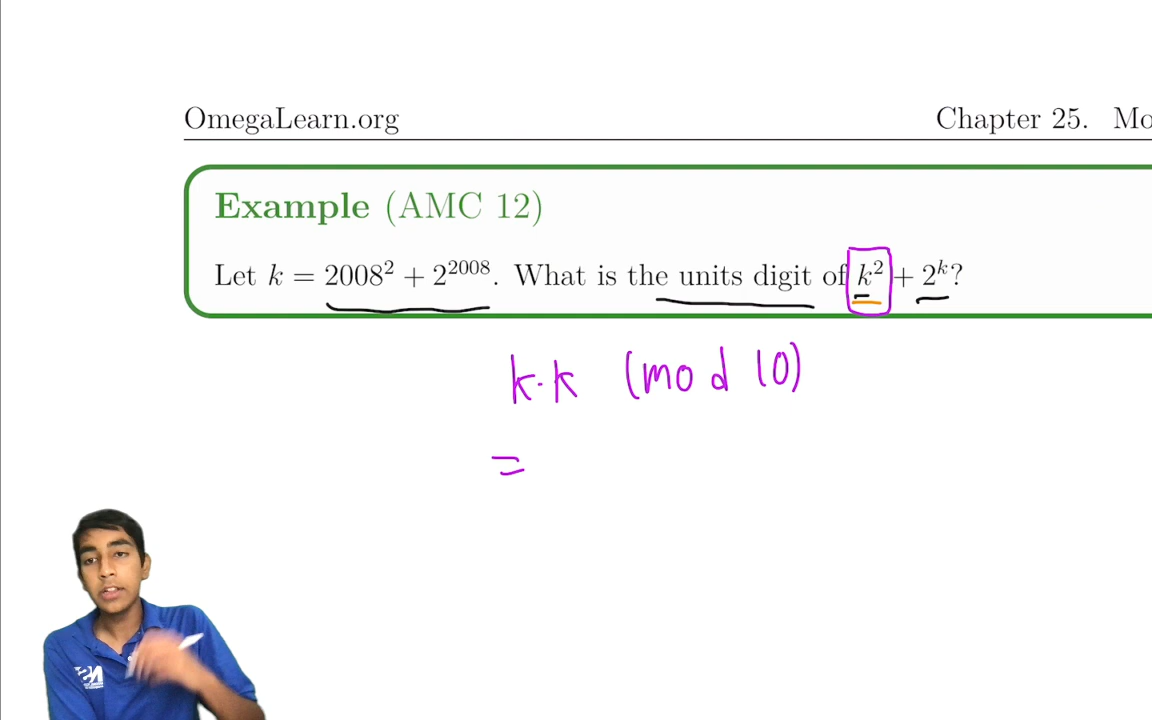 OmegaLearn.org Chapter 25. Mo
Example (AMC 12)
Let k = 2008² + 2²⁰⁰⁸. What is the units digit of k² + 2ᵏ?
k·k (mod 10)
=